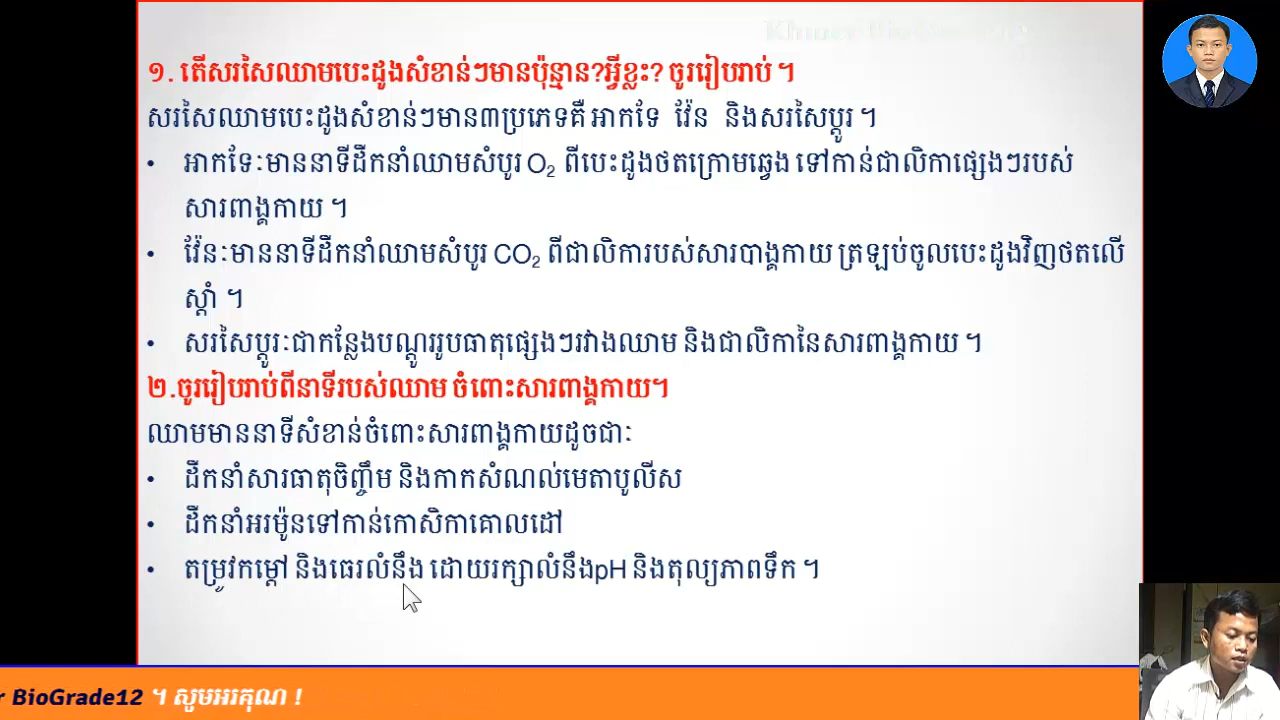 ១. តើសរសៃឈាមបេះដូងសំខាន់ៗមានប៉ុន្មាន?អ្វីខ្លះ? ចូររៀបរាប់ ។
សរសៃឈាមបេះដូងសំខាន់ៗមាន៣ប្រភេទគឺ អាកទែ វ៉ែន និងសរសៃប្តូរ ។
• អាកទែៈមាននាទីដឹកនាំឈាមសំបូរ O₂ ពីបេះដូងថតក្រោមឆ្វេង ទៅកាន់ជាលិកាផ្សេងៗរបស់
សារពាង្គកាយ ។
• វ៉ែនៈមាននាទីដឹកនាំឈាមសំបូរ CO₂ ពីជាលិការបស់សារបាង្គកាយ ត្រឡប់ចូលបេះដូងវិញថតលើ
ស្តាំ ។
• សរសៃប្តូរៈជាកន្លែងបណ្តូររូបធាតុផ្សេងៗរវាងឈាម និងជាលិកានៃសារពាង្គកាយ ។
២.ចូររៀបរាប់ពីនាទីរបស់ឈាម ចំពោះសារពាង្គកាយ។
ឈាមមាននាទីសំខាន់ចំពោះសារពាង្គកាយដូចជាៈ
• ដឹកនាំសារធាតុចិញ្ចឹម និងកាកសំណល់មេតាបូលីស
• ដឹកនាំអរម៉ូនទៅកាន់កោសិកាគោលដៅ
• តម្រូវកម្តៅ និងធេរលំនឹង ដោយរក្សាលំនឹងpH និងតុល្យភាពទឹក ។
BioGrade12 ។ សូមអរគុណ !